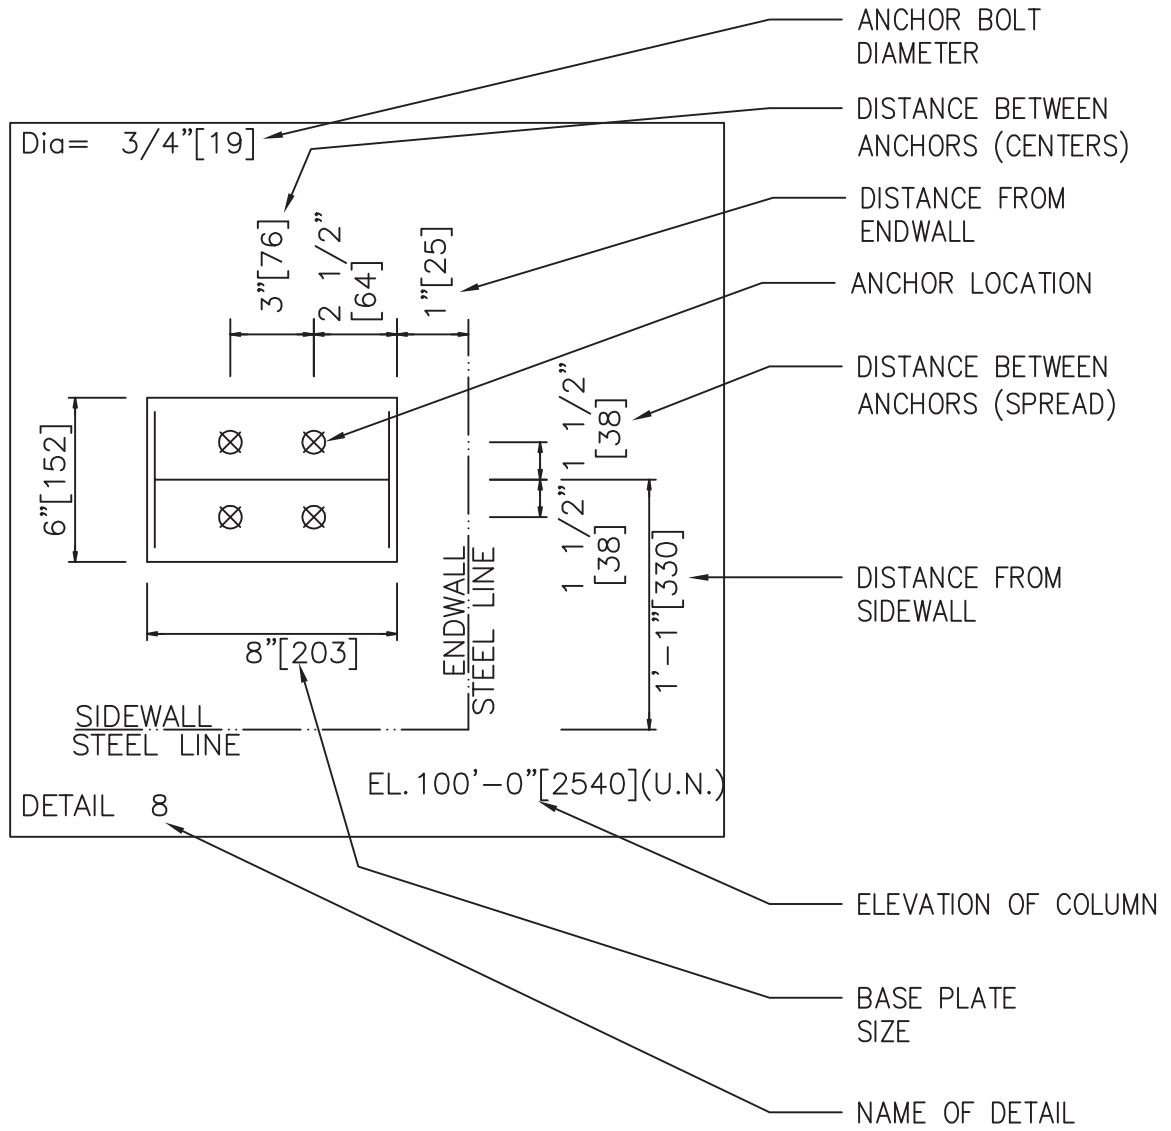 ANCHOR BOLT
DIAMETER
DISTANCE BETWEEN
ANCHORS (CENTERS)
Dia= 3/4"[19]
DISTANCE FROM
ENDWALL
3"[76]
2 1/2"
[64]
1"[25]
ANCHOR LOCATION
DISTANCE BETWEEN
ANCHORS (SPREAD)
1 1/2"
[38]
6"[152]
1 1/2"
[38]
1'-1"[330]
DISTANCE FROM
SIDEWALL
ENDWALL
STEEL LINE
8"[203]
SIDEWALL
STEEL LINE
EL.100'-0"[2540](U.N.)
DETAIL 8
ELEVATION OF COLUMN
BASE PLATE
SIZE
NAME OF DETAIL